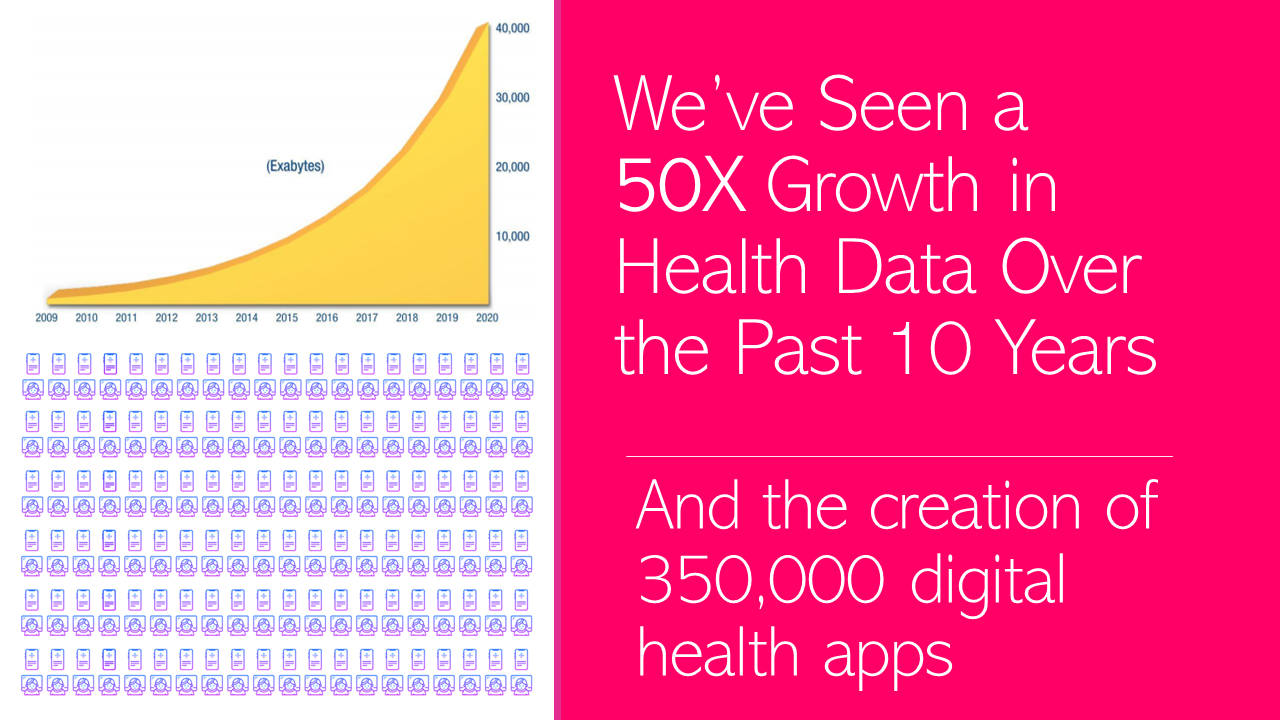 40,000
30,000
(Exabytes)
20,000
10,000
2009 2010 2011 2012 2013 2014 2015 2016 2017 2018 2019 2020
We’ve Seen a
50X Growth in
Health Data Over
the Past 10 Years
And the creation of
350,000 digital
health apps